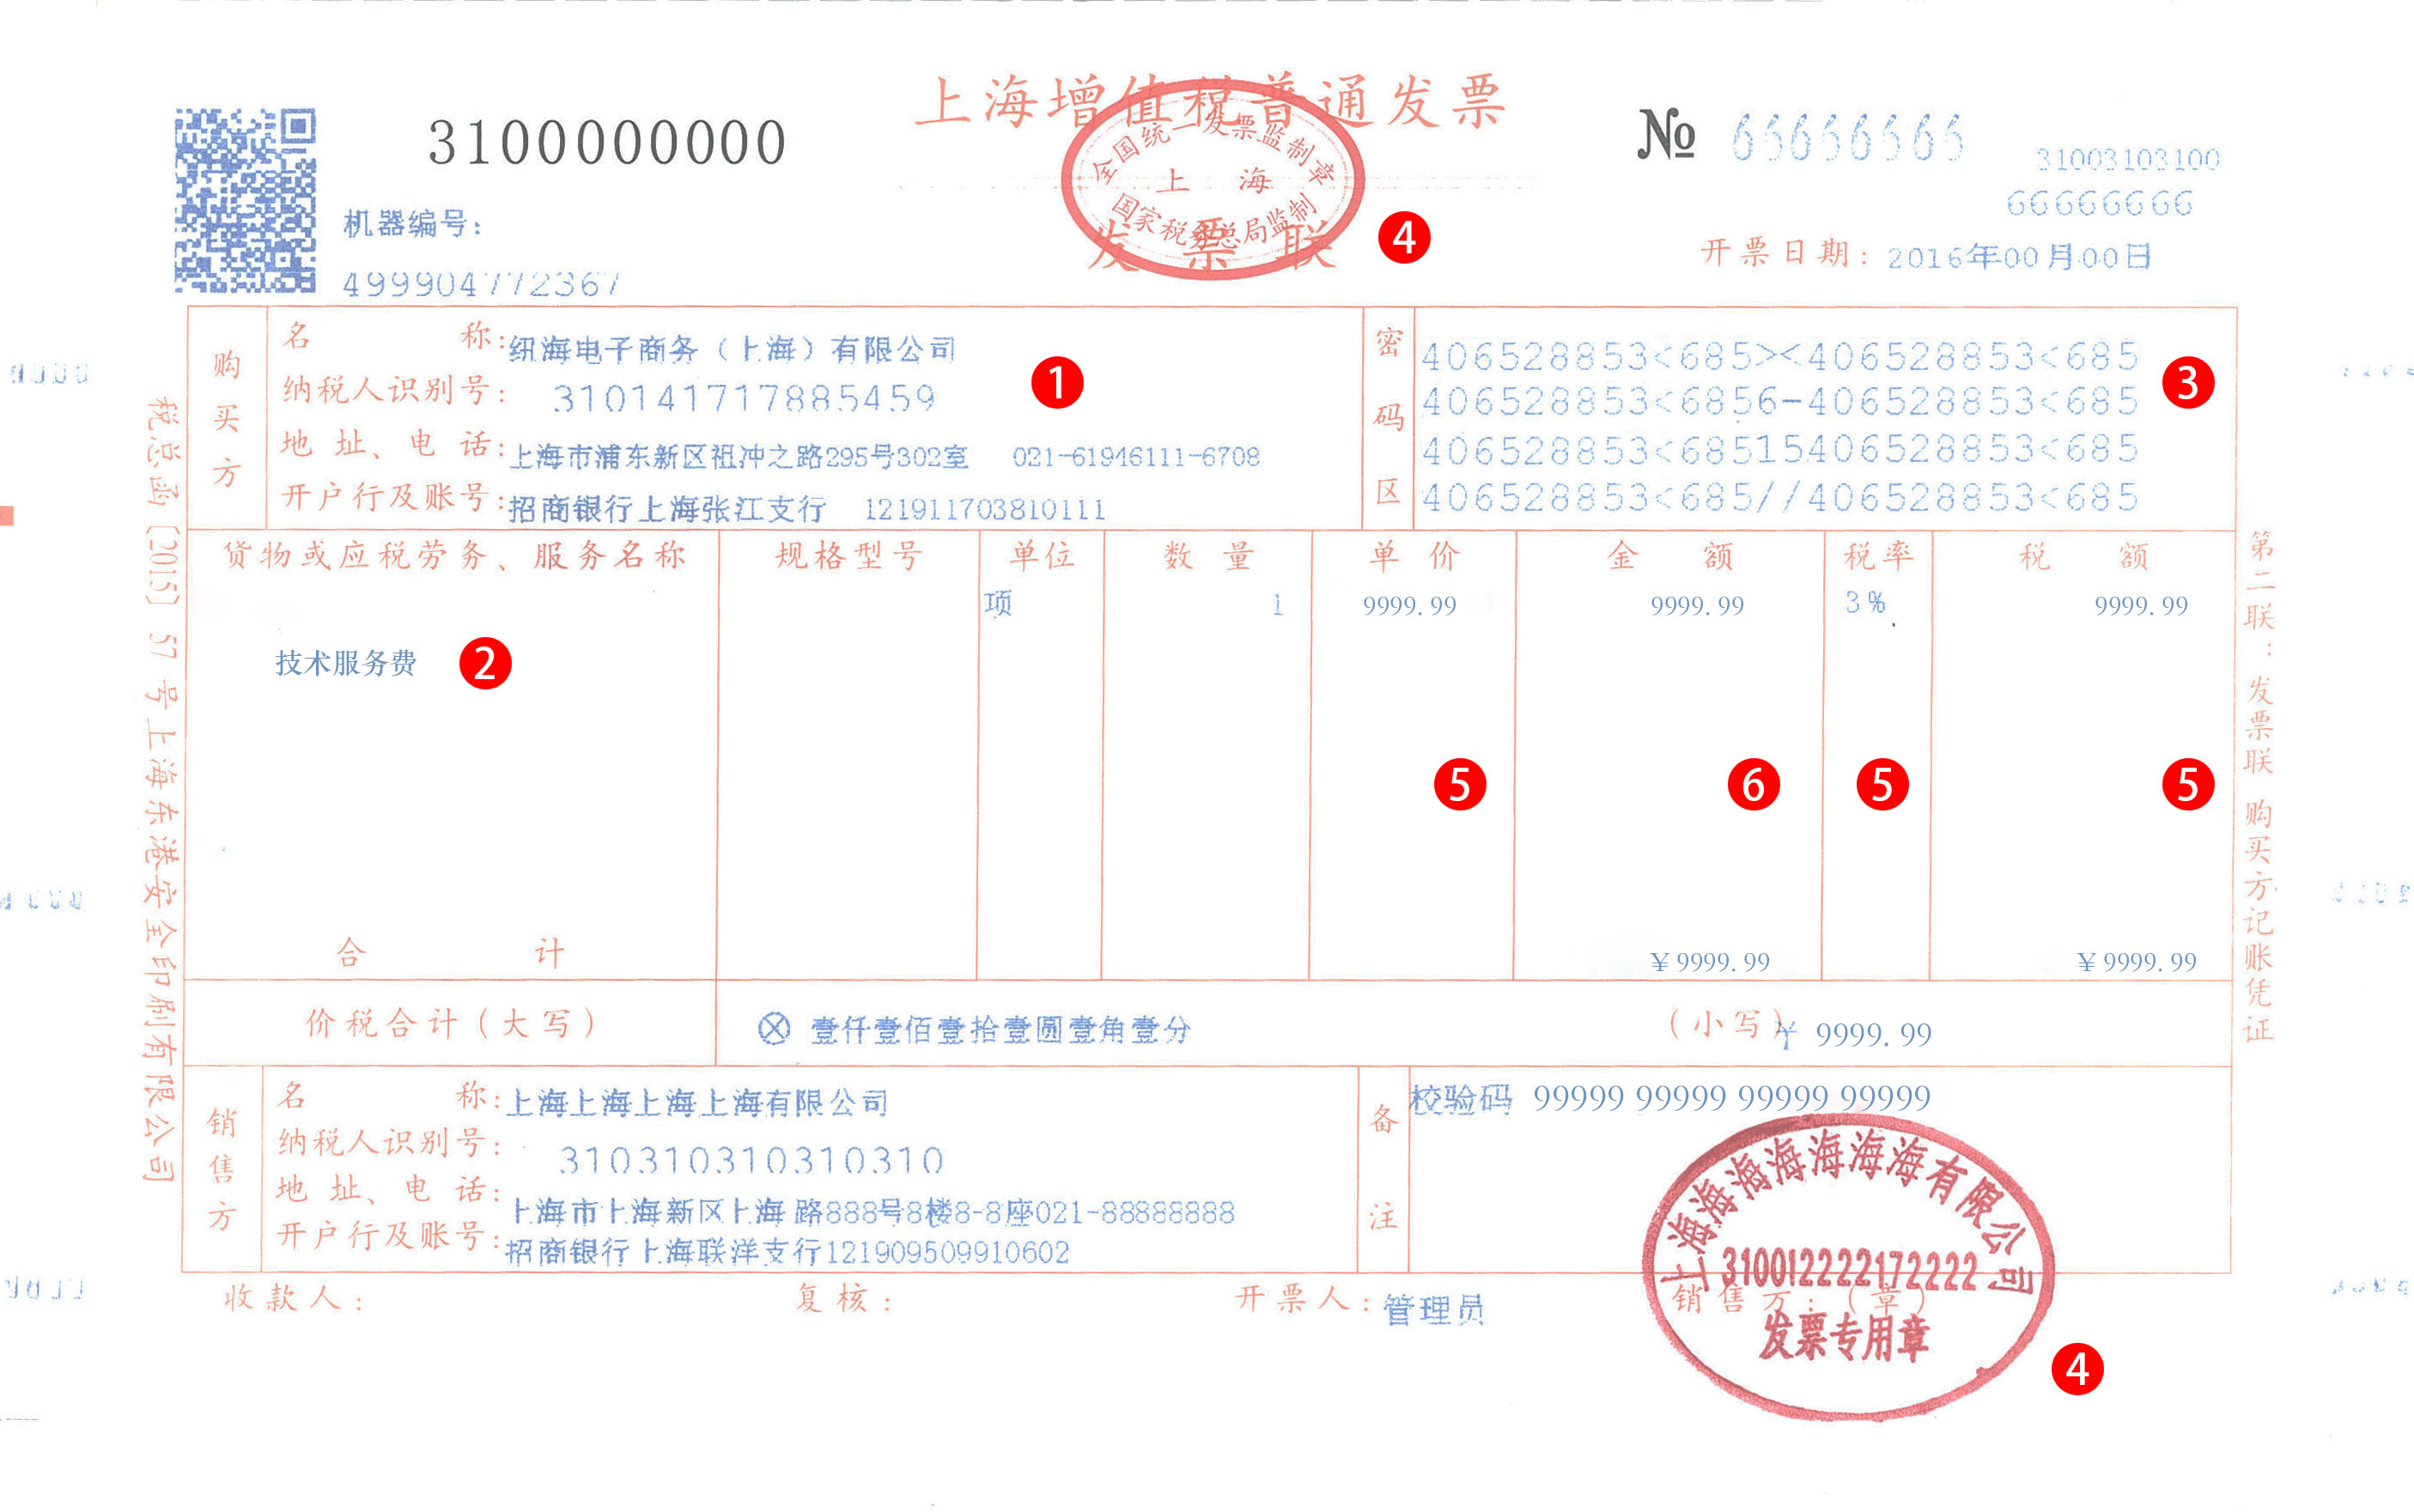 上海增值税普通发票
3100000000
全国统一发票监制章
上海
国家税务总局监制
发票联
№ 66666666
31003103100
66666666
机器编号:
499904772367
开票日期: 2016年00月00日
4
购买方
名称: 纽海电子商务（上海）有限公司
纳税人识别号: 310141717885459
地址、电话: 上海市浦东新区祖冲之路295号302室 021-61946111-6708
开户行及账号: 招商银行上海张江支行 121911703810111
1
密码区
406528853<685><406528853<685
406528853<6856-406528853<685
406528853<68515406528853<685
406528853<685//406528853<685
3
货物或应税劳务、服务名称 规格型号 单位 数量 单价 金额 税率 税额
项 1 9999.99 9999.99 3% 9999.99
技术服务费 2
5 6 5 5
合计 ￥9999.99 ￥9999.99
价税合计(大写) ⊗ 壹仟壹佰壹拾壹圆壹角壹分 (小写) ￥ 9999.99
销售方
名称: 上海上海上海上海有限公司
纳税人识别号: 310310310310310
地址、电话: 上海市上海新区上海路888号8楼8-8座021-88888888
开户行及账号: 招商银行上海联洋支行121909509910602
备注
校验码 99999 99999 99999 99999
收款人: 复核: 开票人: 管理员 销售方:(章)
上海海海海海海海有限公司
310012222172222
发票专用章
4
税总函〔2015〕57号上海东港安全印刷有限公司
第二联:发票联 购买方记账凭证